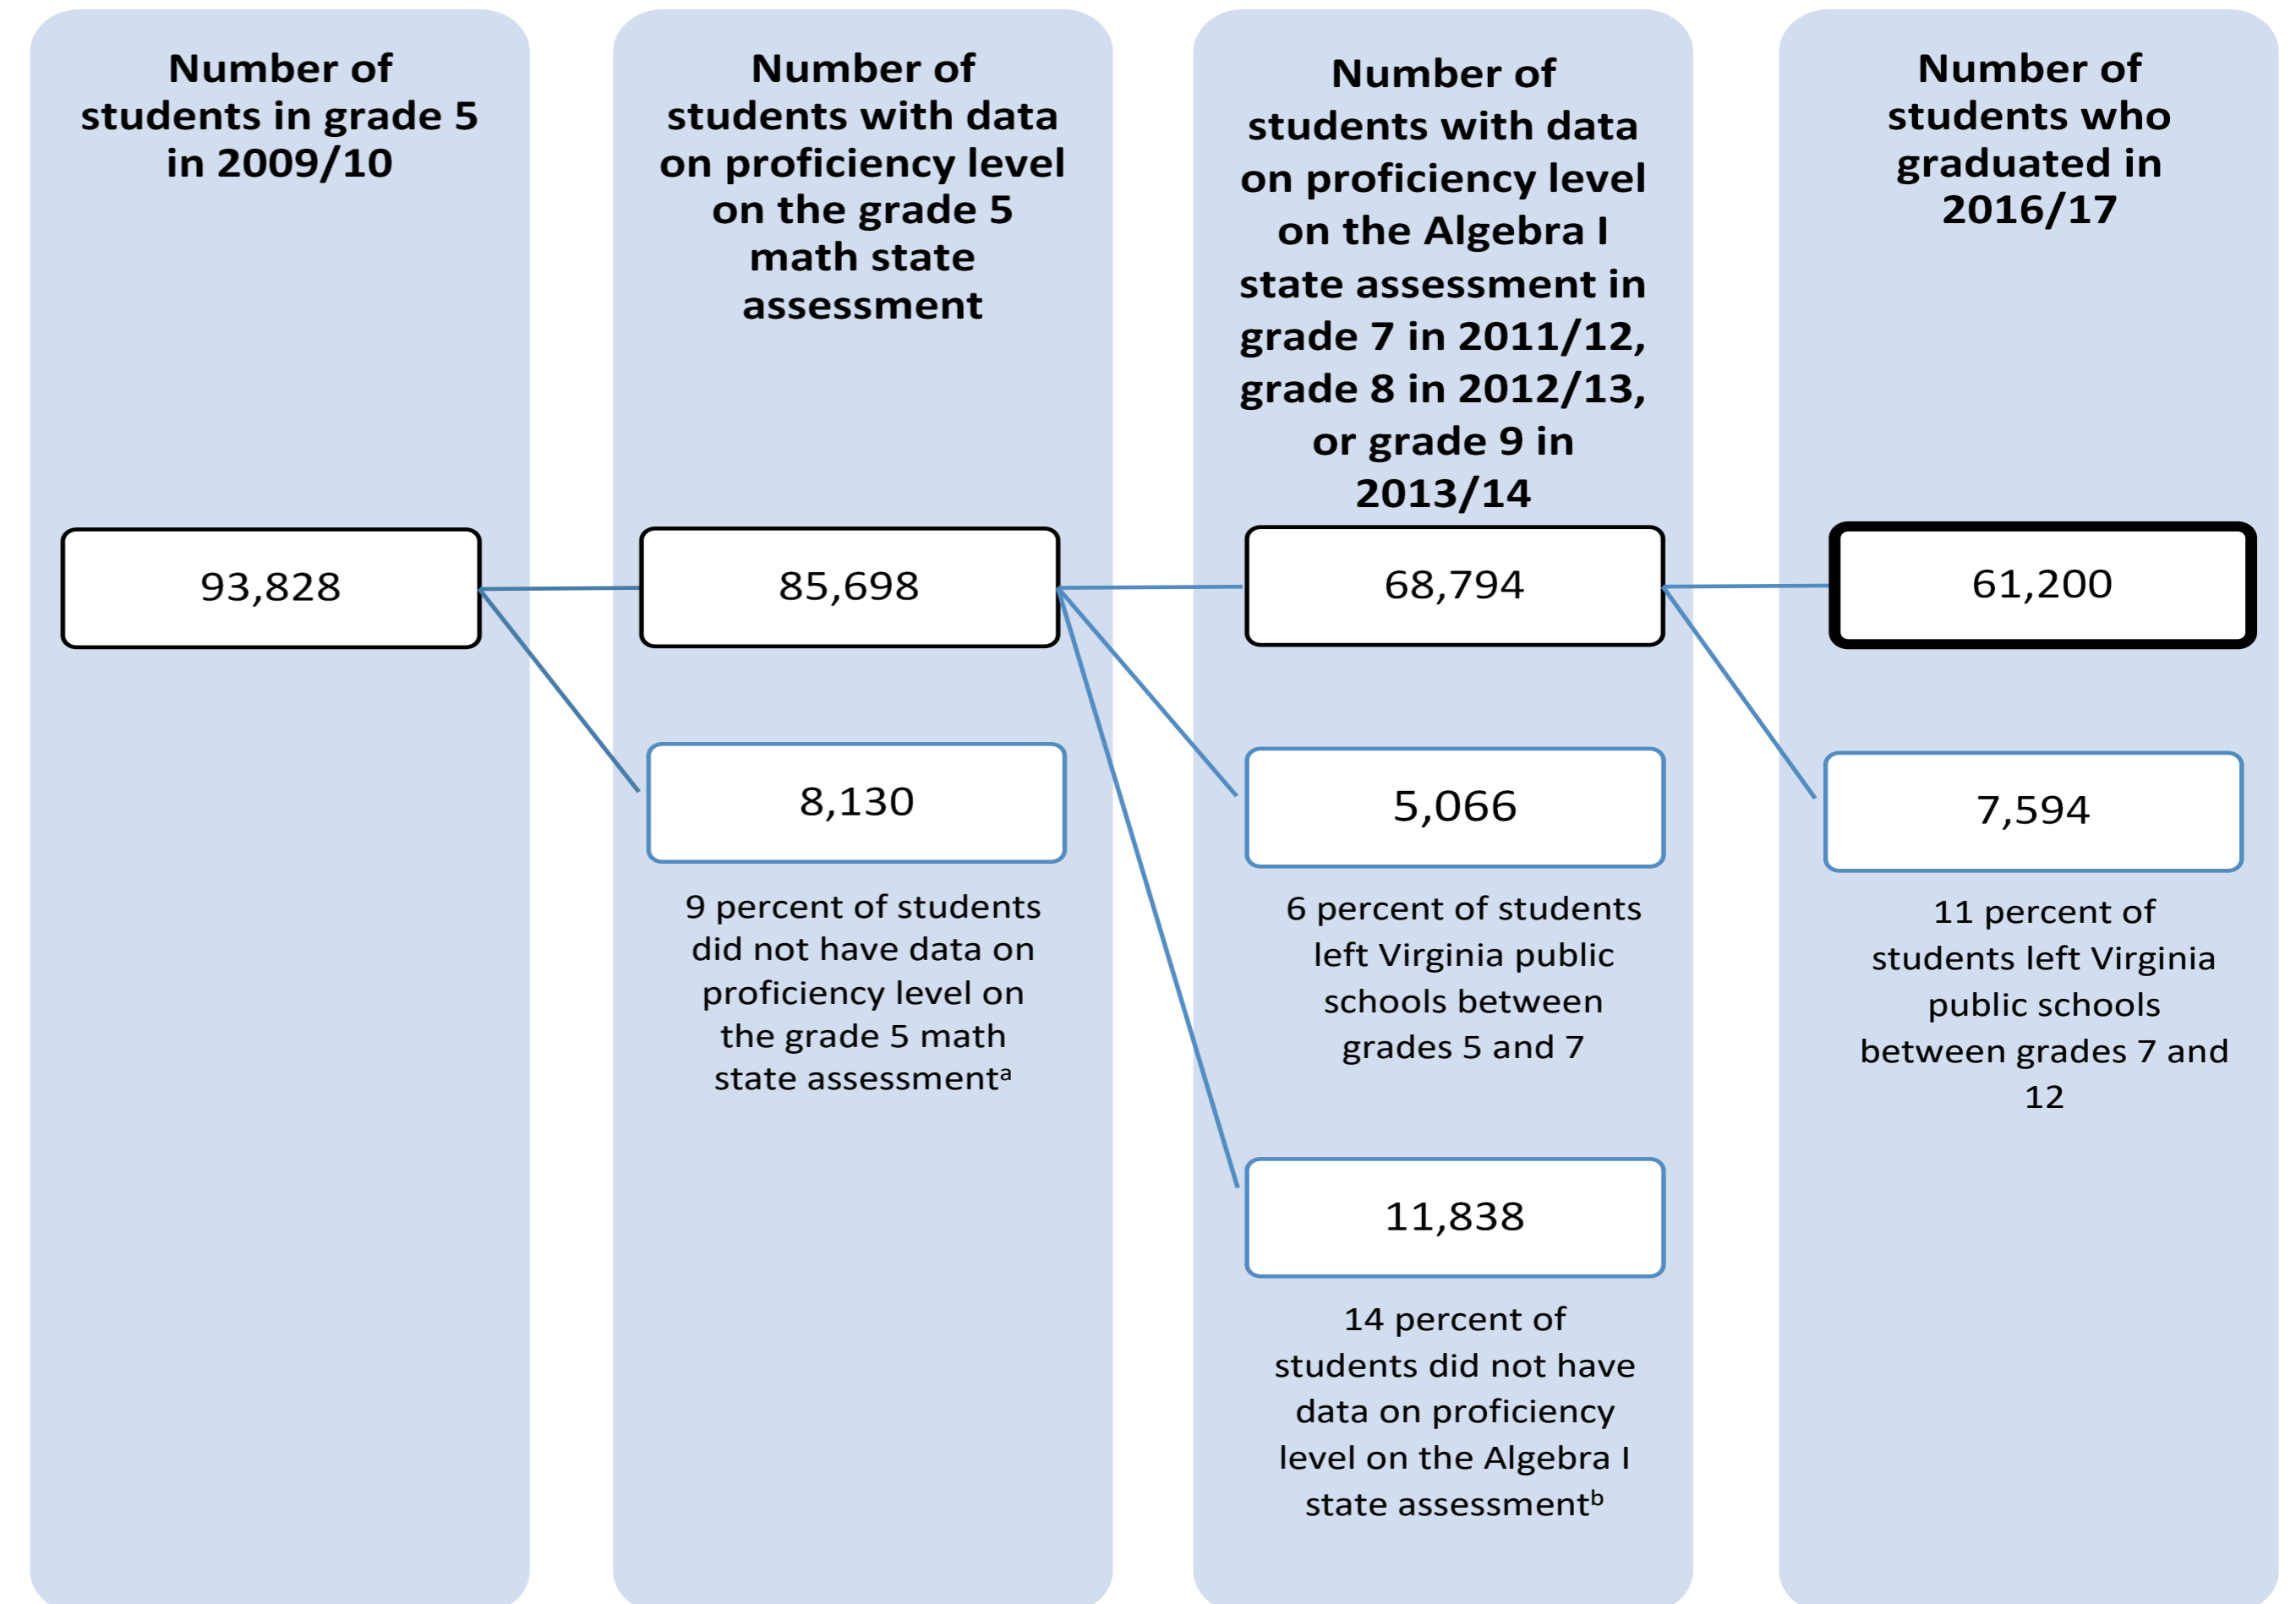 Number of
students in grade 5
in 2009/10
93,828
Number of
students with data
on proficiency level
on the grade 5
math state
assessment
85,698
8,130
9 percent of students
did not have data on
proficiency level on
the grade 5 math
state assessmentᵃ
Number of
students with data
on proficiency level
on the Algebra I
state assessment in
grade 7 in 2011/12,
grade 8 in 2012/13,
or grade 9 in
2013/14
68,794
5,066
6 percent of students
left Virginia public
schools between
grades 5 and 7
11,838
14 percent of
students did not have
data on proficiency
level on the Algebra I
state assessmentᵇ
Number of
students who
graduated in
2016/17
61,200
7,594
11 percent of
students left Virginia
public schools
between grades 7 and
12